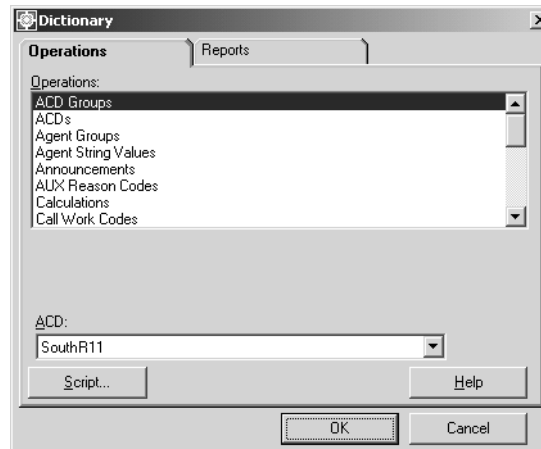 Dictionary
Operations
Reports
Operations:
ACD Groups
ACDs
Agent Groups
Agent String Values
Announcements
AUX Reason Codes
Calculations
Call Work Codes
ACD:
SouthR11
Script...
Help
OK
Cancel